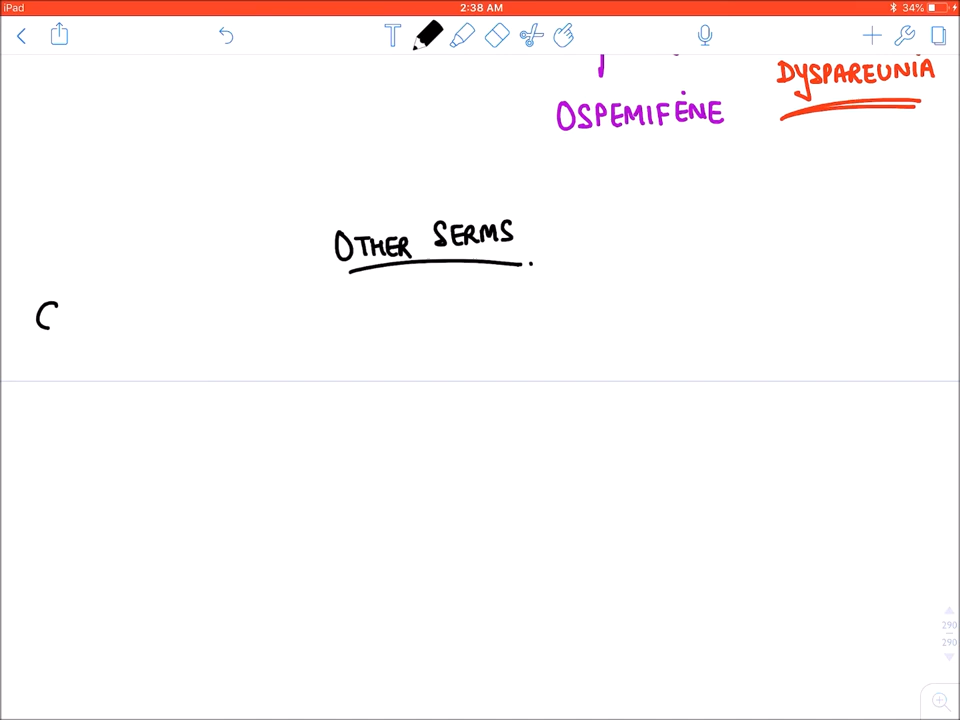 iPad 2:38 AM 34%
T
DYSPAREUNIA
OSPEMIFENE
OTHER SERMS.
C
290
290